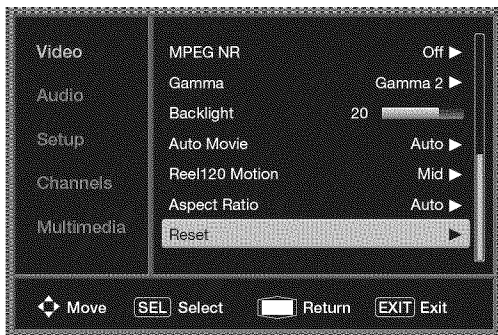 Video
Audio
Setup
Channels
Multimedia
MPEG NR Off
Gamma Gamma 2
Backlight 20
Auto Movie Auto
Reel120 Motion Mid
Aspect Ratio Auto
Reset
Move SEL Select Return EXIT Exit